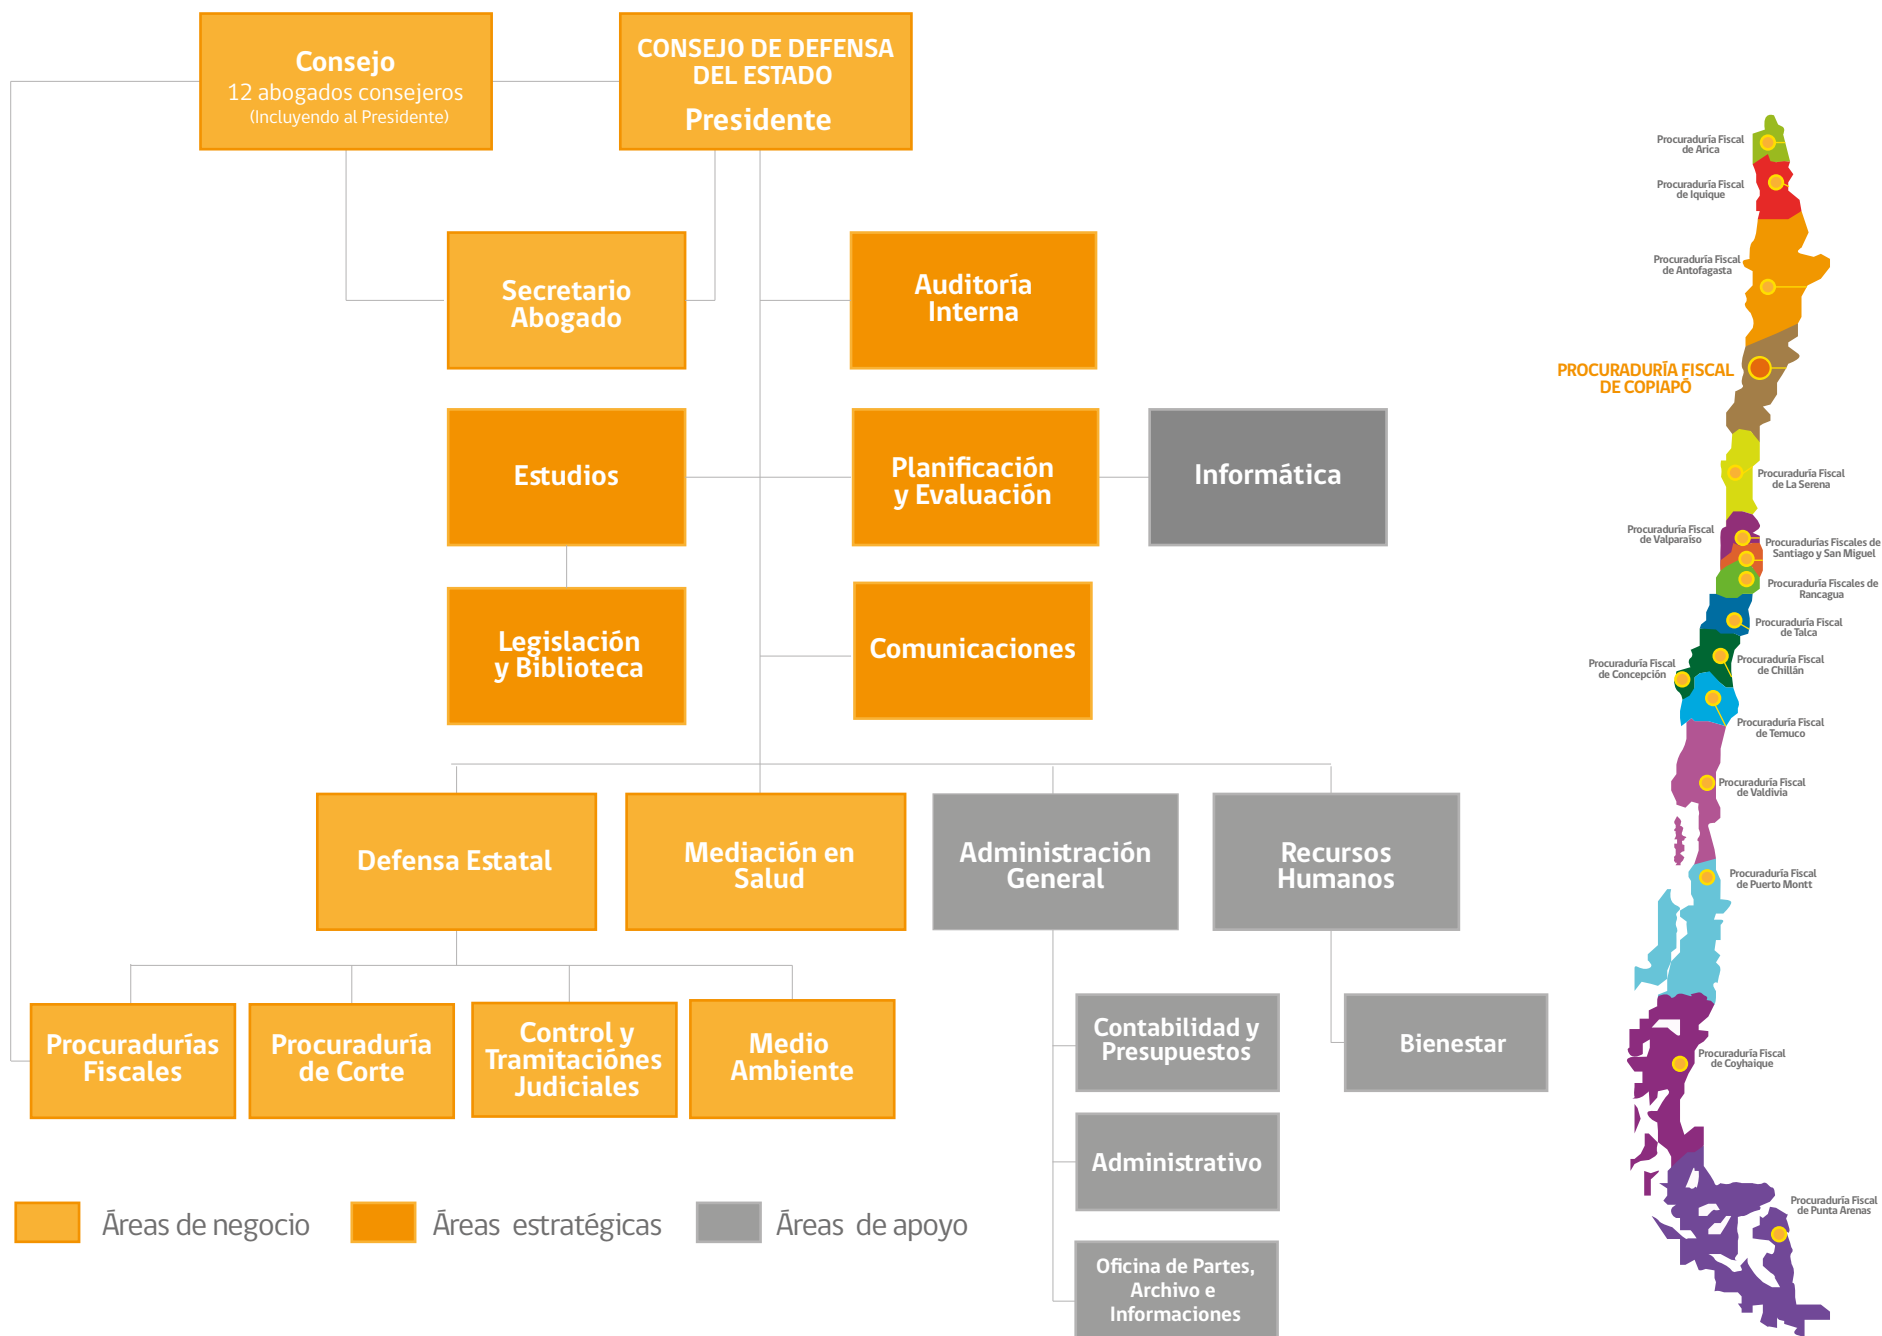 Consejo
12 abogados consejeros
(Incluyendo al Presidente)
CONSEJO DE DEFENSA
DEL ESTADO
Presidente
Secretario
Abogado
Auditoría
Interna
Estudios
Planificación
y Evaluación
Informática
Legislación
y Biblioteca
Comunicaciones
Defensa Estatal
Mediación en
Salud
Administración
General
Recursos
Humanos
Procuradurías
Fiscales
Procuraduría
de Corte
Control y
Tramitaciónes
Judiciales
Medio
Ambiente
Contabilidad y
Presupuestos
Bienestar
Administrativo
Oficina de Partes,
Archivo e
Informaciones
Áreas de negocio
Áreas estratégicas
Áreas de apoyo
Procuraduría Fiscal
de Arica
Procuraduría Fiscal
de Iquique
Procuraduría Fiscal
de Antofagasta
PROCURADURÍA FISCAL
DE COPIAPÓ
Procuraduría Fiscal
de La Serena
Procuraduría Fiscal
de Valparaíso
Procuradurías Fiscales de
Santiago y San Miguel
Procuraduría Fiscales de
Rancagua
Procuraduría Fiscal
de Talca
Procuraduría Fiscal
de Chillán
Procuraduría Fiscal
de Concepción
Procuraduría Fiscal
de Temuco
Procuraduría Fiscal
de Valdivia
Procuraduría Fiscal
de Puerto Montt
Procuraduría Fiscal
de Coyhaique
Procuraduría Fiscal
de Punta Arenas